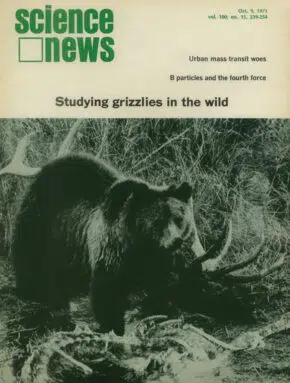 science
news
Oct. 9, 1971
vol. 100, no. 15, 239-254
Urban mass transit woes
B particles and the fourth force
Studying grizzlies in the wild